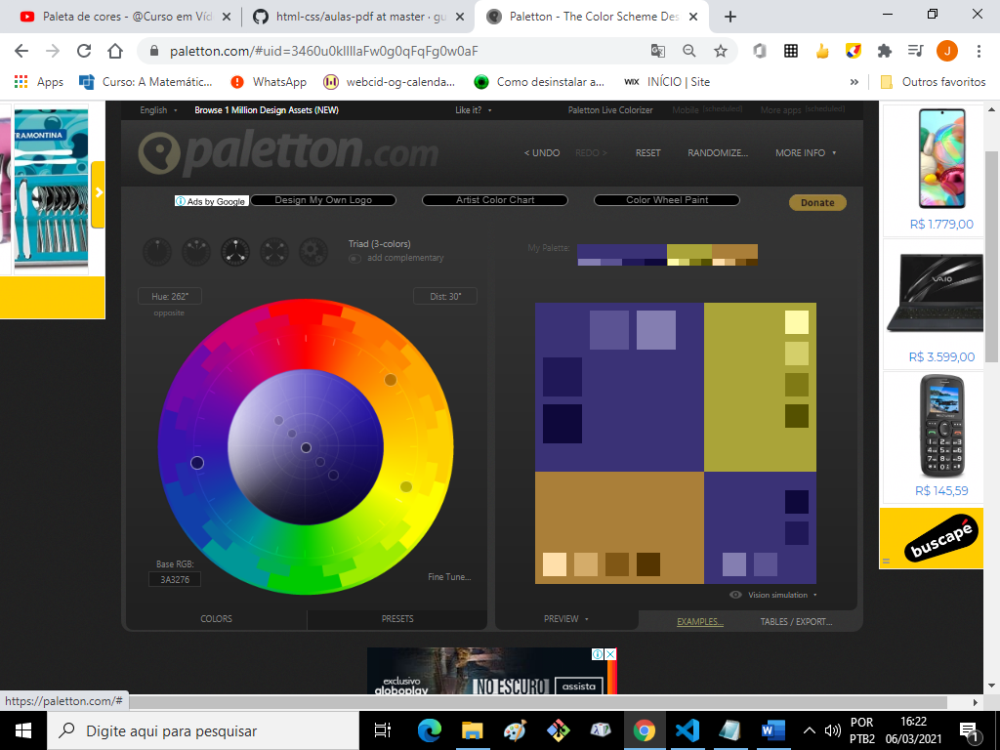 Paleta de cores - @Curso em Víd
html-css/aulas-pdf at master · gu
Paletton - The Color Scheme Des
paletton.com/#uid=3460u0kllllaFw0g0qFqFg0w0aF
J
Apps
Curso: A Matemátic...
WhatsApp
webcid-og-calenda...
Como desinstalar a...
WIX INÍCIO | Site
»
Outros favoritos
English
Browse 1 Million Design Assets (NEW)
Like it?
Paletton Live Colorizer
Mobile (scheduled)
More apps (scheduled)
paletton.com
< UNDO
REDO >
RESET
RANDOMIZE...
MORE INFO
TRAMONTINA
Ads by Google
Design My Own Logo
Artist Color Chart
Color Wheel Paint
Donate
R$ 1.779,00
Triad (3-colors)
add complementary
My Palette:
Hue: 262°
opposite
Dist: 30°
VAIO
R$ 3.599,00
R$ 145,59
buscapé
Base RGB:
3A3276
Fine Tune...
Vision simulation
COLORS
PRESETS
PREVIEW
EXAMPLES...
TABLES / EXPORT...
exclusivo
globoplay
NO ESCURO
assista
https://paletton.com/#
Digite aqui para pesquisar
POR
PTB2
16:22
06/03/2021
1